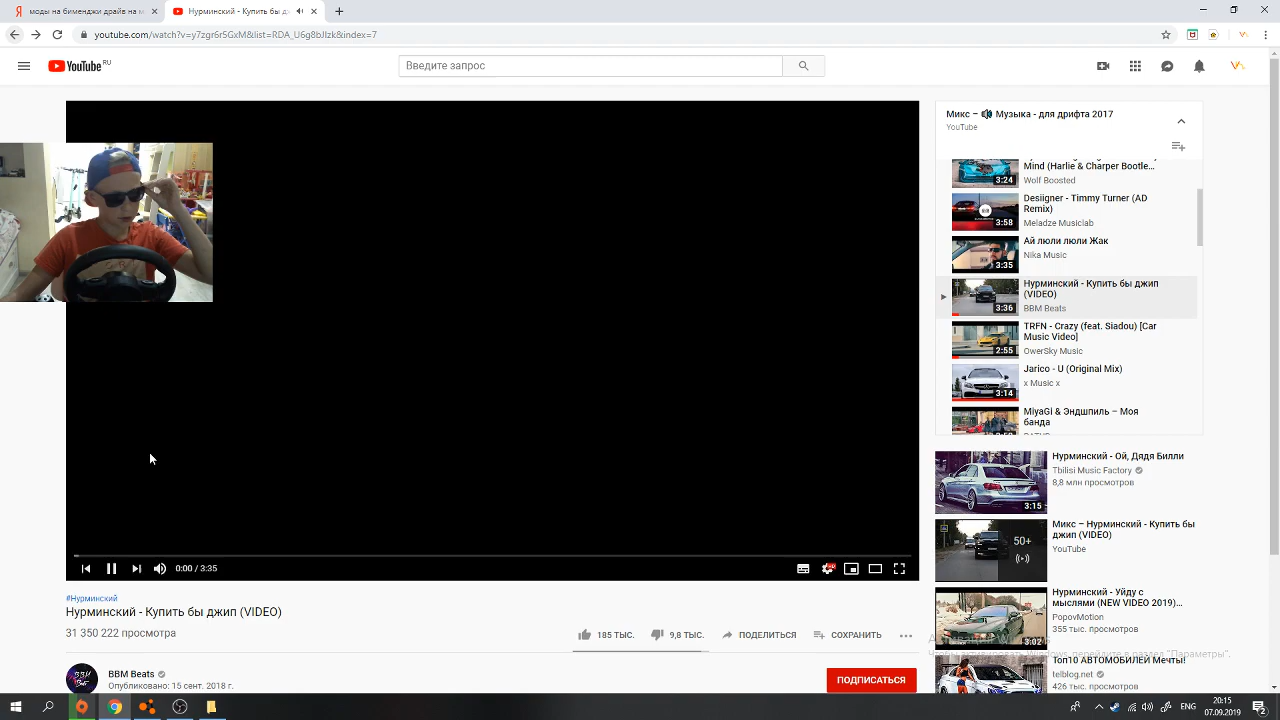 моды на бименджи драйв на м
Нурминский - Купить бы дж
youtube.com/watch?v=y7zgr6r5GxM&list=RDA_U6g8bJIzk&index=7
YouTube RU
Введите запрос
Микс – 🔊 Музыка - для дрифта 2017
YouTube
Mind (Harlie & Charper Bootle...
Wolf Boosted
3:24
Desiigner - Timmy Turner (AD
Remix)
Meladze Musiclab
3:58
Ай люли люли Жак
Nika Music
3:35
Нурминский - Купить бы джип
(VIDEO)
BBM Beats
3:36
TRFN - Crazy (feat. Siadou) [Car
Music Video]
OwerSky Music
2:55
Jarico - U (Original Mix)
x Music x
3:14
MiyaGi & Эндшпиль – Моя
банда
Нурминский - Ой, Дядя Билли
Tbilisi Music Factory
8,8 млн просмотров
3:15
Микс – Нурминский - Купить бы
джип (VIDEO)
YouTube
50+
Нурминский - Уйду с
мыслями (NEW VIDEO 2019)...
PopovMotion
355 тыс. просмотров
3:02
Топ10 АВТОМОБИЛЕЙ Мечты!
telblog.net
426 тыс. просмотров
0:00 / 3:35
#Нурминский
Нурминский - Купить бы джип (VIDEO)
31 350 222 просмотра
185 ТЫС.
9,8 ТЫС.
ПОДЕЛИТЬСЯ
СОХРАНИТЬ
BBM Beats
Опубликовано: 15 сент. 2018 г.
ПОДПИСАТЬСЯ
Чтобы активировать Windows, перейдите в раздел "Параметры".
ENG
20:15
07.09.2019